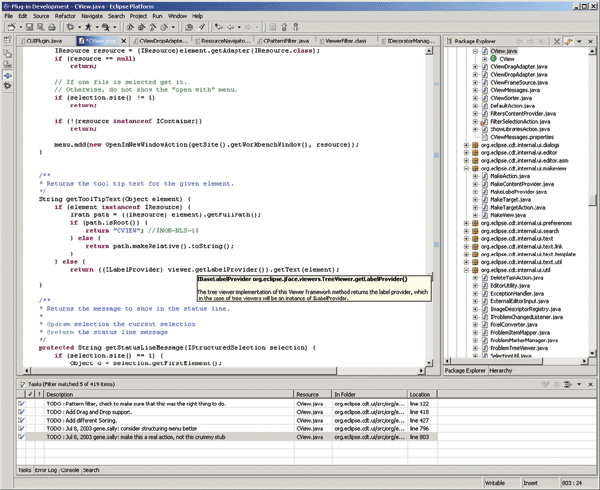 Plug-in Development - CView.java - Eclipse Platform
File Edit Source Refactor Navigate Search Project Run Window Help
CUIPlugin.java
*CView.java
CViewDropAdapte...
ResourceNavigato...
CPatternFilter.java
ViewerFilter.class
IDecoratorManag...
IResource resource = (IResource)element.getAdapter(IResource.class);
if (resource == null)
return;
// If one file is selected get it.
// Otherwise, do not show the "open with" menu.
if (selection.size() != 1)
return;
if (!(resource instanceof IContainer))
return;
menu.add(new OpenInNewWindowAction(getSite().getWorkbenchWindow(), resource));
}
/**
* Returns the tool tip text for the given element.
*/
String getToolTipText(Object element) {
if (element instanceof IResource) {
IPath path = ((IResource) element).getFullPath();
if (path.isRoot()) {
return "CVIEW"; //$NON-NLS-1$
} else {
return path.makeRelative().toString();
}
} else {
return ((ILabelProvider) viewer.getLabelProvider()).getText(element);
IBaseLabelProvider org.eclipse.jface.viewers.TreeViewer.getLabelProvider()
The tree viewer implementation of this Viewer framework method returns the label provider, which
in the case of tree viewers will be an instance of ILabelProvider.
}
/**
* Returns the message to show in the status line.
*
* @param selection the current selection
* @return the status line message
*/
protected String getStatusLineMessage(IStructuredSelection selection) {
if (selection.size() == 1) {
Object o = selection.getFirstElement();
Package Explorer
CView.java
CView
CViewDragAdapter.java
CViewDropAdapter.java
CViewFrameSource.java
CViewMessages.java
CViewSorter.java
DefaultAction.java
FiltersContentProvider.java
FilterSelectionAction.java
ShowLibrariesAction.java
CViewMessages.properties
org.eclipse.cdt.internal.ui.dialogs
org.eclipse.cdt.internal.ui.editor
org.eclipse.cdt.internal.ui.editor.asm
org.eclipse.cdt.internal.ui.makeview
MakeAction.java
MakeContentProvider.java
MakeLabelProvider.java
MakeTarget.java
MakeTargetAction.java
MakeView.java
org.eclipse.cdt.internal.ui.preferences
org.eclipse.cdt.internal.ui.search
org.eclipse.cdt.internal.ui.text
org.eclipse.cdt.internal.ui.text.link
org.eclipse.cdt.internal.ui.text.template
org.eclipse.cdt.internal.ui.text.util
org.eclipse.cdt.internal.ui.util
DeleteTaskAction.java
EditorUtility.java
ExceptionHandler.java
ExternalEditorInput.java
ImageDescriptorRegistry.java
ProblemChangedListener.java
PixelConverter.java
ProblemItemMapper.java
ProblemMarkerManager.java
ProblemTreeViewer.java
SelectionUtil.java
Package Explorer Hierarchy
Tasks (Filter matched 5 of 419 items)
! Description Resource In Folder Location
TODO : Pattern filter, check to make sure that this was the right thing to do. CView.java org.eclipse.cdt.ui/src/org/e... line 122
TODO : Add Drag and Drop support. CView.java org.eclipse.cdt.ui/src/org/e... line 418
TODO : Add different Sorting. CView.java org.eclipse.cdt.ui/src/org/e... line 427
TODO : Jul 8, 2003 gene.sally: consider structuring menu better CView.java org.eclipse.cdt.ui/src/org/e... line 796
TODO : Jul 8, 2003 gene.sally: make this a real action, not this crummy stub CView.java org.eclipse.cdt.ui/src/org/e... line 803
Tasks Error Log Console Search
Writable Insert 803 : 24